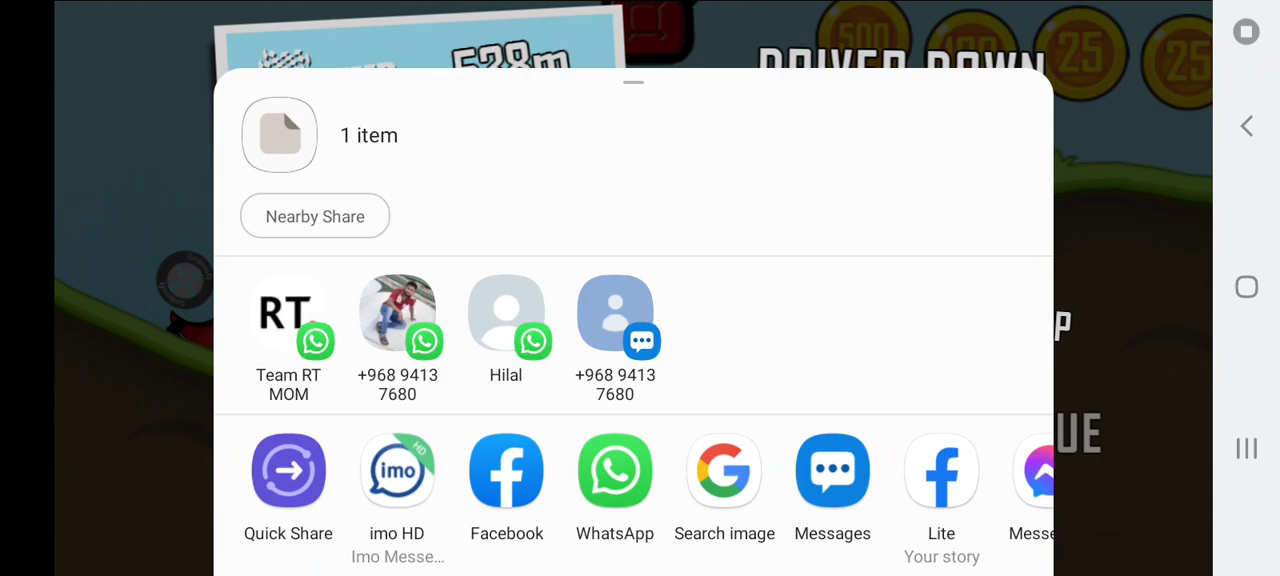 528m
DRIVER DOWN
500
25
25
1 item
Nearby Share
RT
Team RT
MOM
+968 9413
7680
Hilal
+968 9413
7680
imo
HD
Quick Share
imo HD
Imo Messe...
Facebook
WhatsApp
Search image
Messages
Lite
Your story
Messe
P
UE